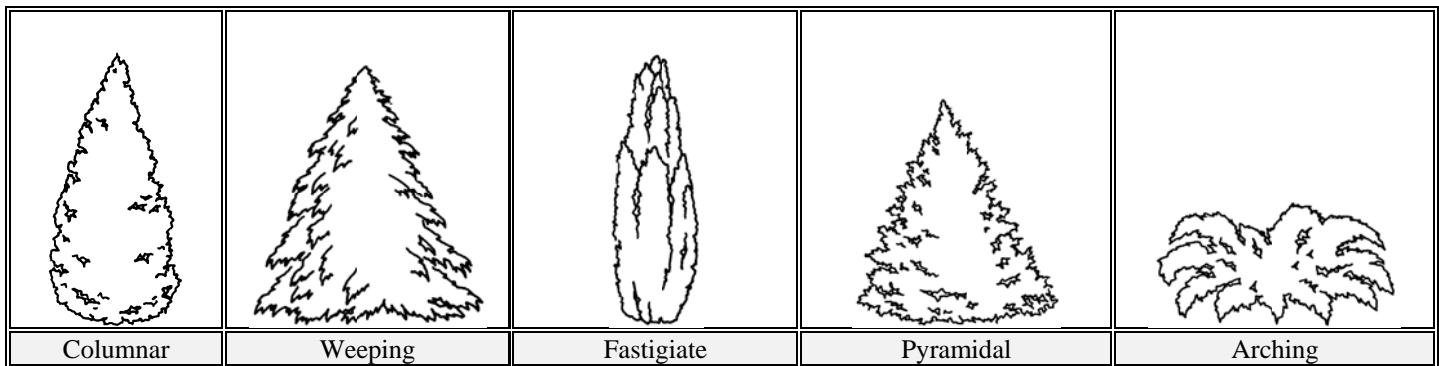 Columnar
Weeping
Fastigiate
Pyramidal
Arching